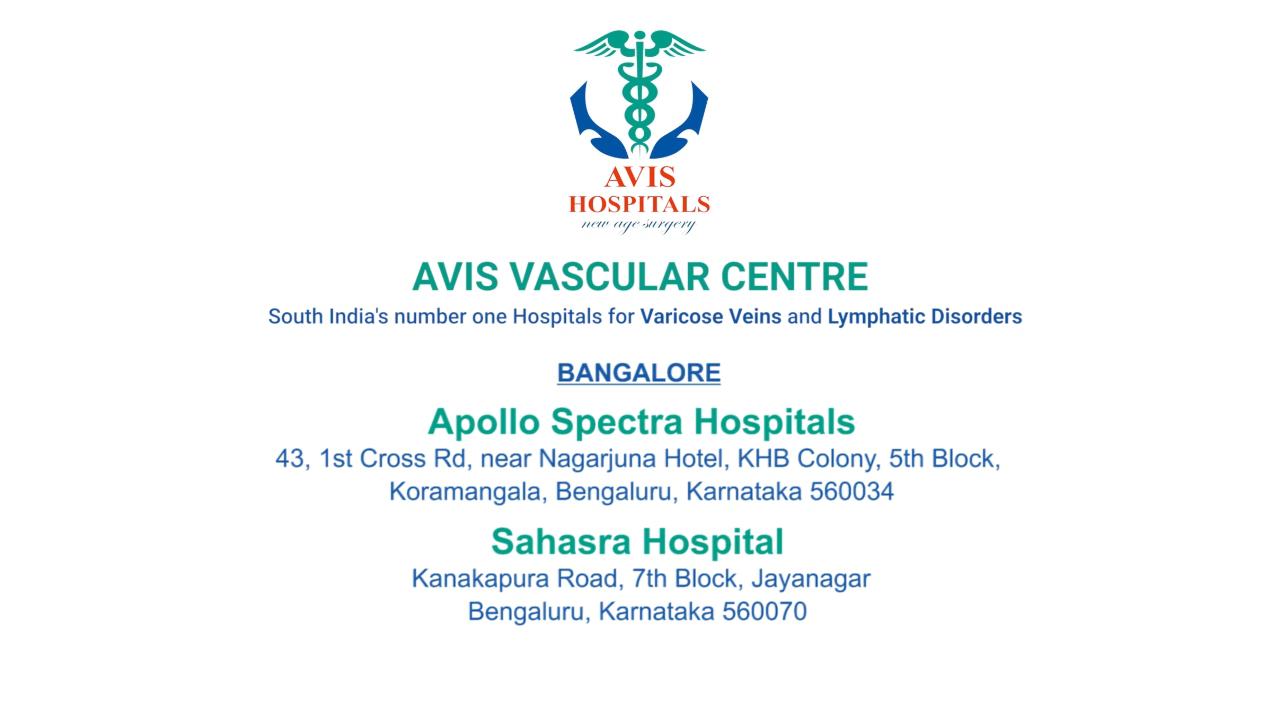 AVIS
HOSPITALS
new age surgery
AVIS VASCULAR CENTRE
South India's number one Hospitals for Varicose Veins and Lymphatic Disorders
BANGALORE
Apollo Spectra Hospitals
43, 1st Cross Rd, near Nagarjuna Hotel, KHB Colony, 5th Block,
Koramangala, Bengaluru, Karnataka 560034
Sahasra Hospital
Kanakapura Road, 7th Block, Jayanagar
Bengaluru, Karnataka 560070